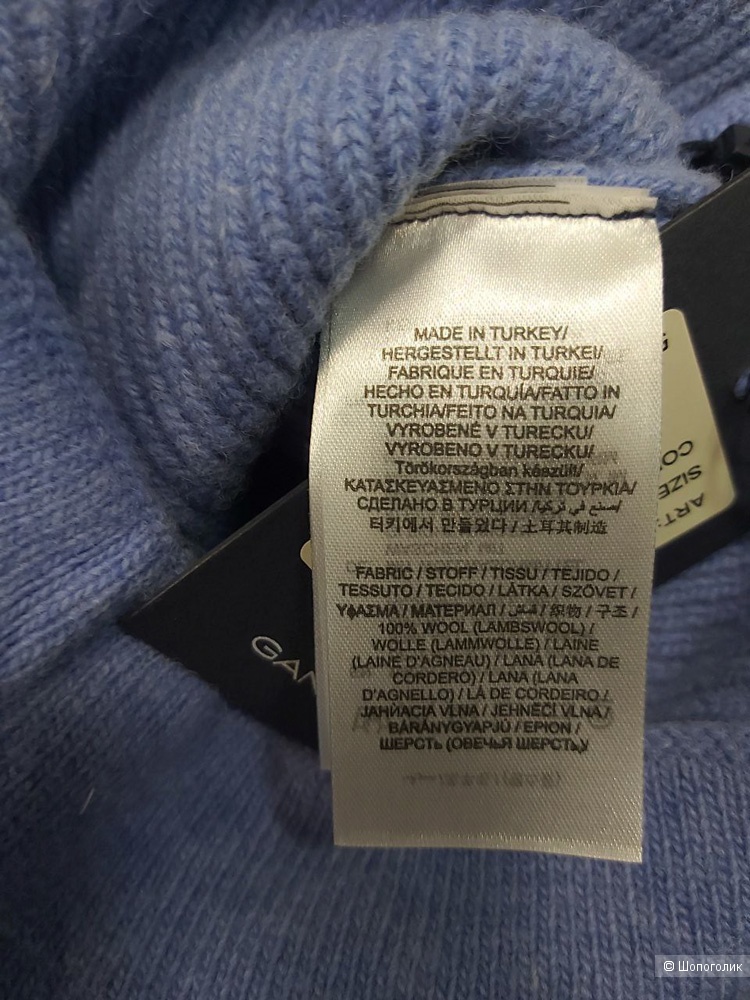 MADE IN TURKEY/
HERGESTELLT IN TURKEI/
FABRIQUE EN TURQUIE/
HECHO EN TURQUÍA/FATTO IN
TURCHIA/FEITO NA TURQUIA/
VYROBENÉ V TURECKU/
VYROBENO V TURECKU/
Törökországban készült/
ΚΑΤΑΣΚΕΥΑΣΜΕΝΟ ΣΤΗΝ ΤΟΥΡΚΙΑ/
СДЕЛАНО В ТУРЦИИ /صنع في تركيا/
터키에서 만들었다 / 土耳其制造
FABRIC / STOFF / TISSU / TEJIDO /
TESSUTO / TECIDO / LÁTKA / SZÖVET /
ΥφΑΣΜΑ / МАТЕРИАЛ / قماش / 织物 / 구조 /
100% WOOL (LAMBSWOOL) /
WOLLE (LAMMWOLLE) / LAINE
(LAINE D'AGNEAU) / LANA (LANA DE
CORDERO) / LANA (LANA
D'AGNELLO) / LÃ DE CORDEIRO /
JAHŇACIA VLNA / JEHNĚČÍ VLNA /
BÁRÁNYGYAPJÚ / ΕΡΙΟΝ /
ШЕРСТЬ (ОВЕЧЬЯ ШЕРСТЬ)/
GAN
ART:
SIZE
CO
© Шопоголик